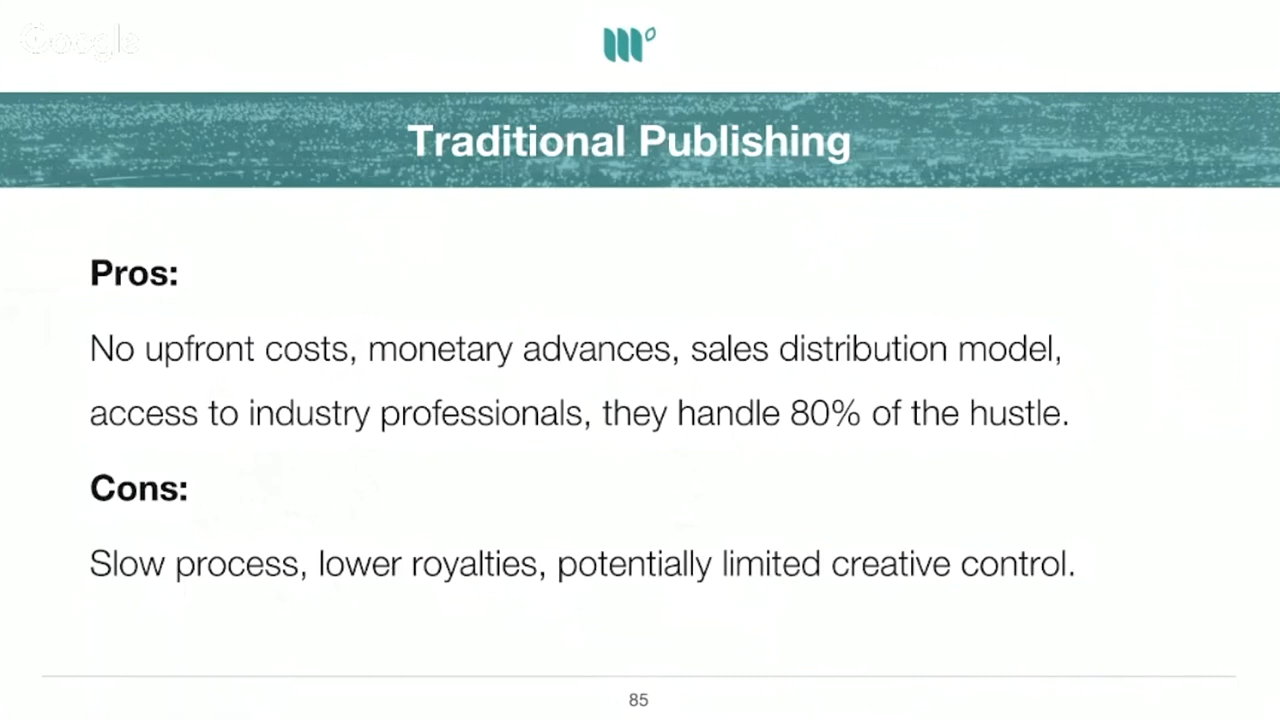 Google
Traditional Publishing
Pros:
No upfront costs, monetary advances, sales distribution model,
access to industry professionals, they handle 80% of the hustle.
Cons:
Slow process, lower royalties, potentially limited creative control.
85